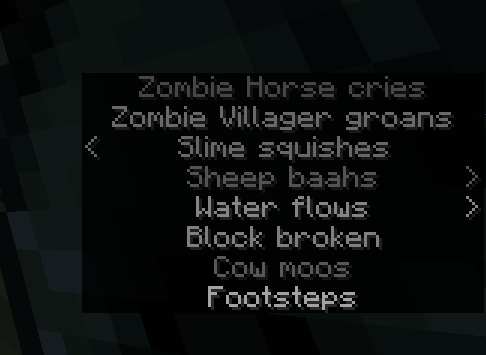 Zombie Horse cries
Zombie Villager groans
< Slime squishes
Sheep baahs >
Water flows >
Block broken
Cow moos
Footsteps